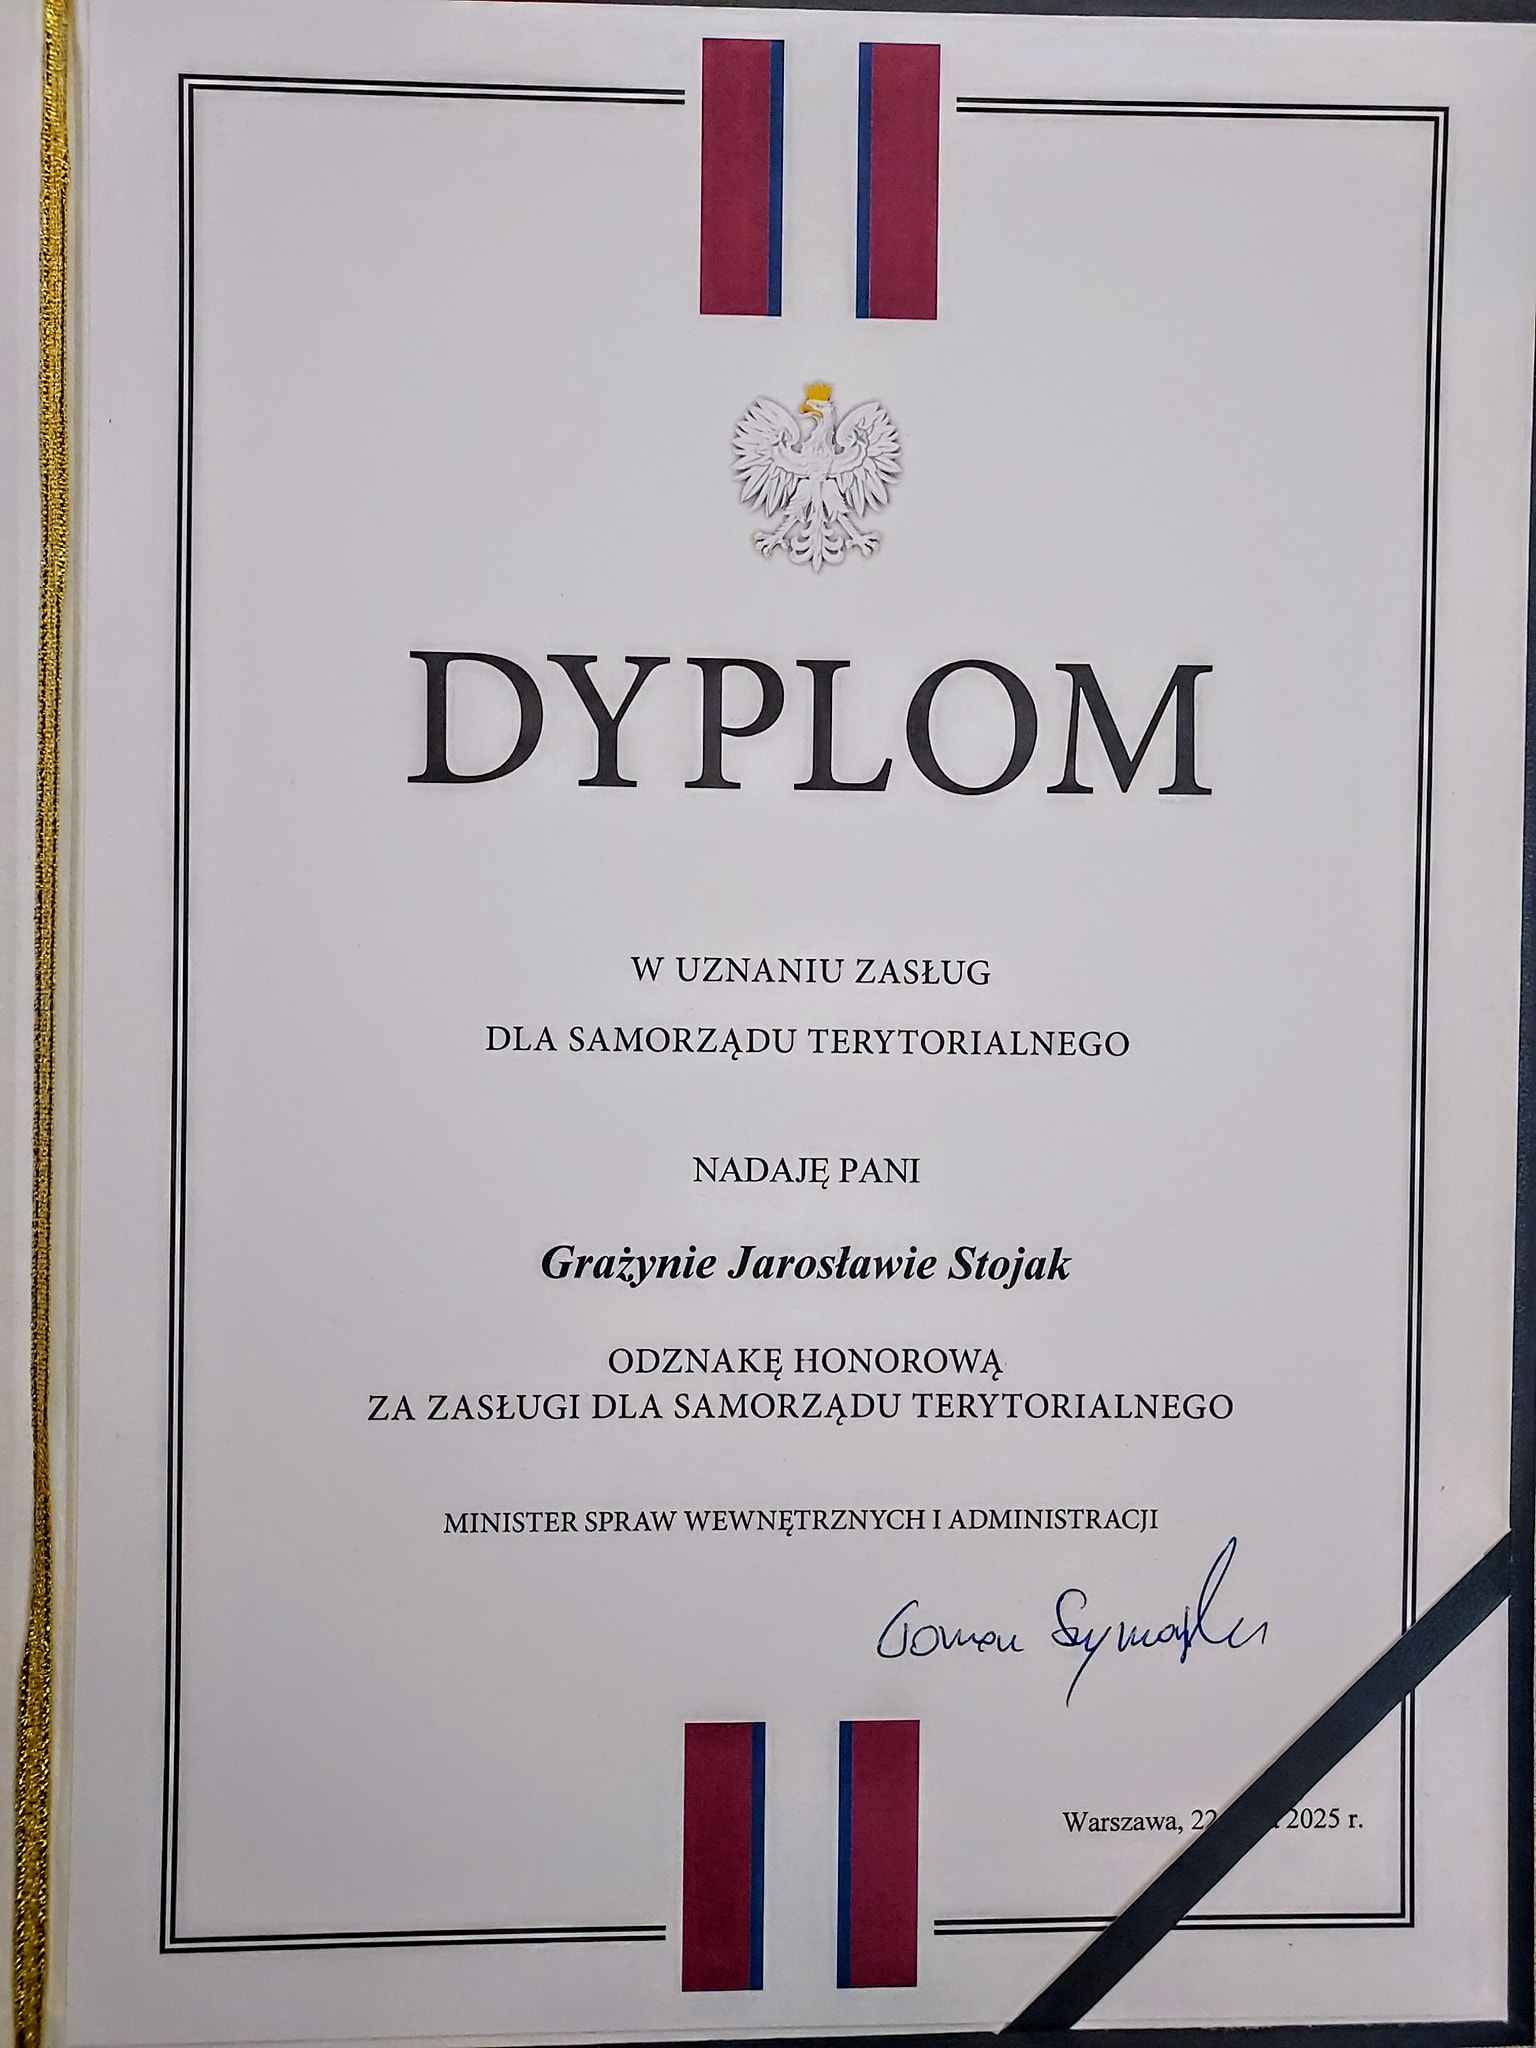 DYPLOM
W UZNANIU ZASŁUG
DLA SAMORZĄDU TERYTORIALNEGO
NADAJĘ PANI
Grażynie Jarosławie Stojak
ODZNAKĘ HONOROWĄ
ZA ZASŁUGI DLA SAMORZĄDU TERYTORIALNEGO
MINISTER SPRAW WEWNĘTRZNYCH I ADMINISTRACJI
Warszawa, 22 2025 r.